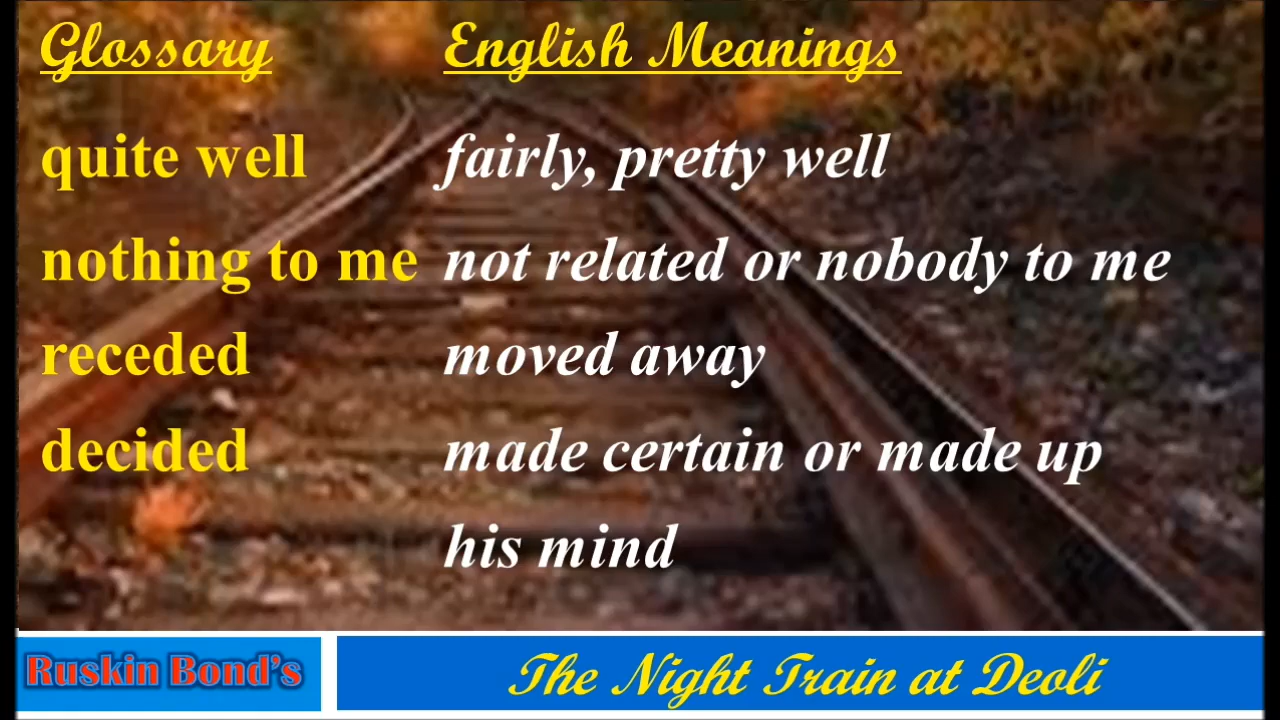 Glossary English Meanings
quite well fairly, pretty well
nothing to me not related or nobody to me
receded moved away
decided made certain or made up
his mind
Ruskin Bond's The Night Train at Deoli